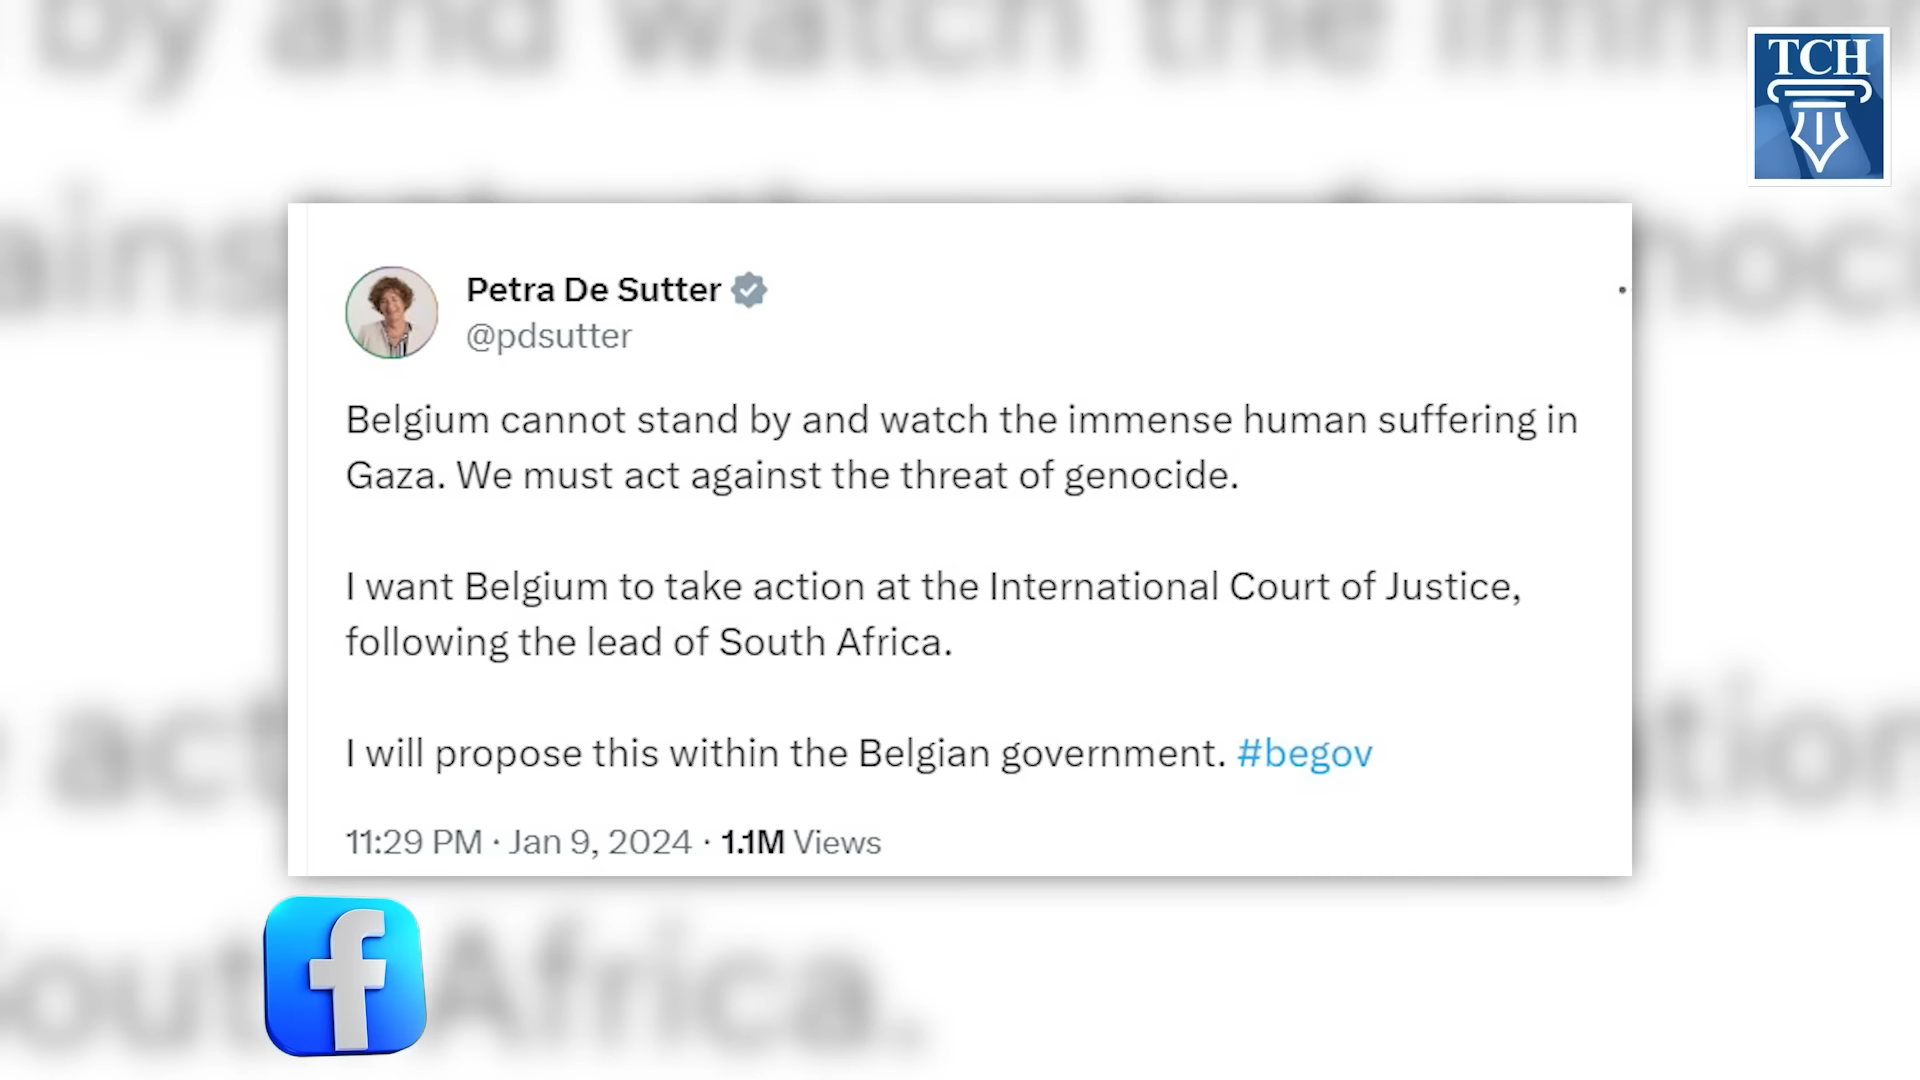 TCH
Petra De Sutter
@pdsutter
Belgium cannot stand by and watch the immense human suffering in
Gaza. We must act against the threat of genocide.
I want Belgium to take action at the International Court of Justice,
following the lead of South Africa.
I will propose this within the Belgian government. #begov
11:29 PM · Jan 9, 2024 · 1.1M Views